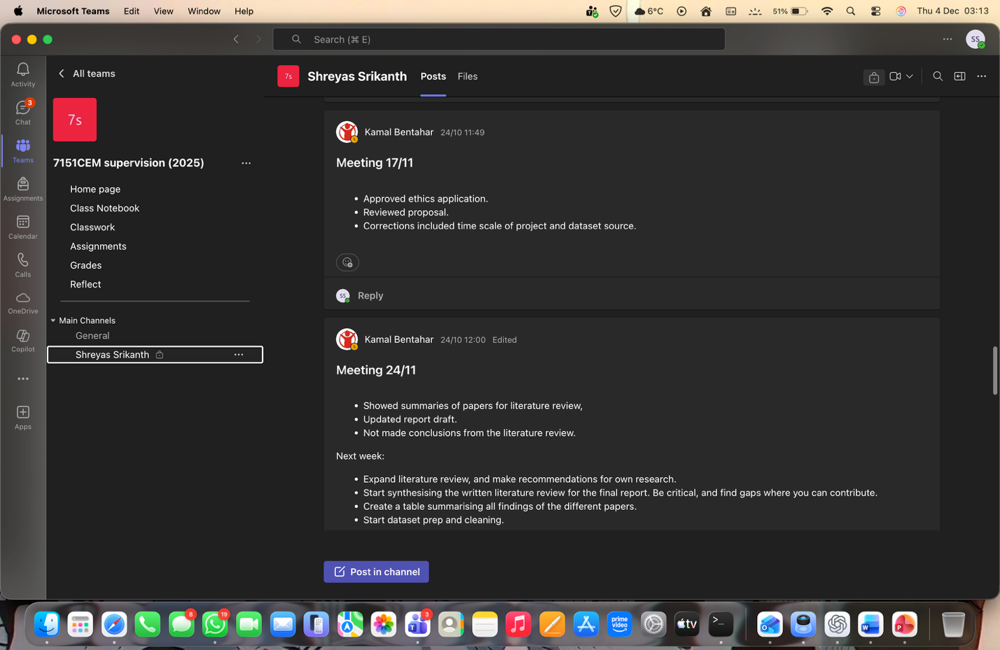 Microsoft Teams Edit View Window Help
6°C 51% Thu 4 Dec 03:13
Search (⌘ E)
SS
Activity
3
Chat
Teams
Assignments
Calendar
Calls
OneDrive
Copilot
Apps
All teams
7s
7151CEM supervision (2025)
Home page
Class Notebook
Classwork
Assignments
Grades
Reflect
Main Channels
General
Shreyas Srikanth
7s Shreyas Srikanth Posts Files
Kamal Bentahar 24/10 11:49
Meeting 17/11
• Approved ethics application.
• Reviewed proposal.
• Corrections included time scale of project and dataset source.
SS Reply
Kamal Bentahar 24/10 12:00 Edited
Meeting 24/11
• Showed summaries of papers for literature review,
• Updated report draft.
• Not made conclusions from the literature review.
Next week:
• Expand literature review, and make recommendations for own research.
• Start synthesising the written literature review for the final report. Be critical, and find gaps where you can contribute.
• Create a table summarising all findings of the different papers.
• Start dataset prep and cleaning.
Post in channel
8 19 3
prime video
tv
>_
W
P